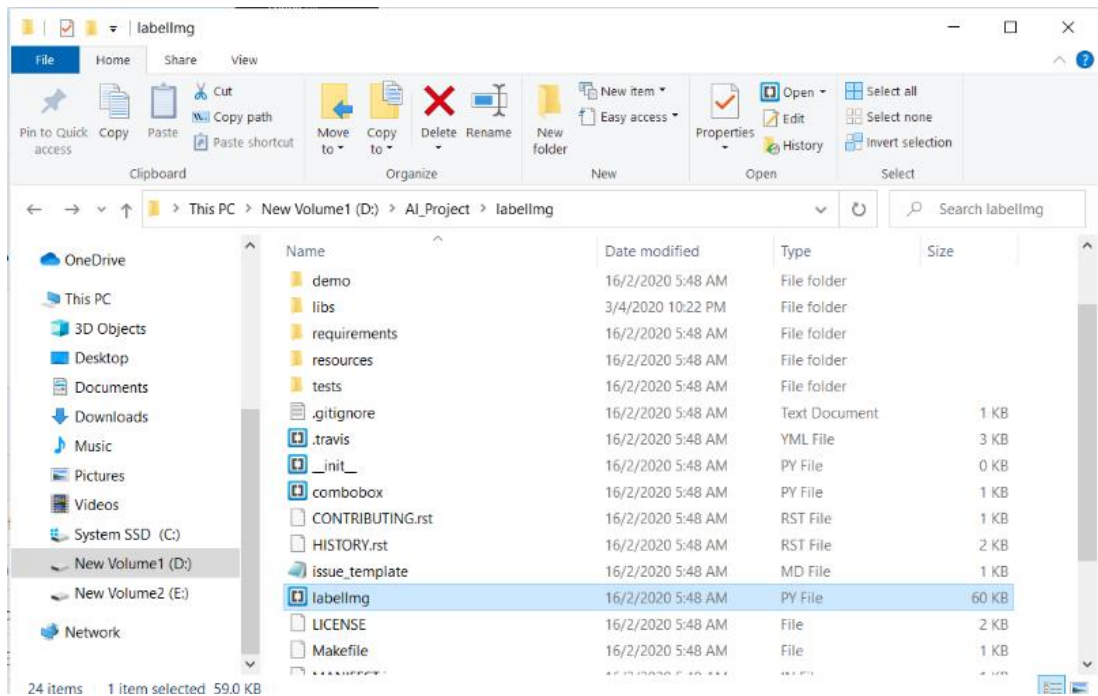 labelImg
File Home Share View
Pin to Quick access
Copy
Paste
Cut
Copy path
Paste shortcut
Clipboard
Move to
Copy to
Delete
Rename
Organize
New folder
New item
Easy access
New
Properties
Open
Edit
History
Open
Select all
Select none
Invert selection
Select
This PC > New Volume1 (D:) > AI_Project > labelImg
Search labelImg
OneDrive
This PC
3D Objects
Desktop
Documents
Downloads
Music
Pictures
Videos
System SSD (C:)
New Volume1 (D:)
New Volume2 (E:)
Network
Name Date modified Type Size
demo 16/2/2020 5:48 AM File folder
libs 3/4/2020 10:22 PM File folder
requirements 16/2/2020 5:48 AM File folder
resources 16/2/2020 5:48 AM File folder
tests 16/2/2020 5:48 AM File folder
.gitignore 16/2/2020 5:48 AM Text Document 1 KB
.travis 16/2/2020 5:48 AM YML File 3 KB
__init__ 16/2/2020 5:48 AM PY File 0 KB
combobox 16/2/2020 5:48 AM PY File 1 KB
CONTRIBUTING.rst 16/2/2020 5:48 AM RST File 1 KB
HISTORY.rst 16/2/2020 5:48 AM RST File 2 KB
issue_template 16/2/2020 5:48 AM MD File 1 KB
labelImg 16/2/2020 5:48 AM PY File 60 KB
LICENSE 16/2/2020 5:48 AM File 2 KB
Makefile 16/2/2020 5:48 AM File 1 KB
24 items 1 item selected 59.0 KB